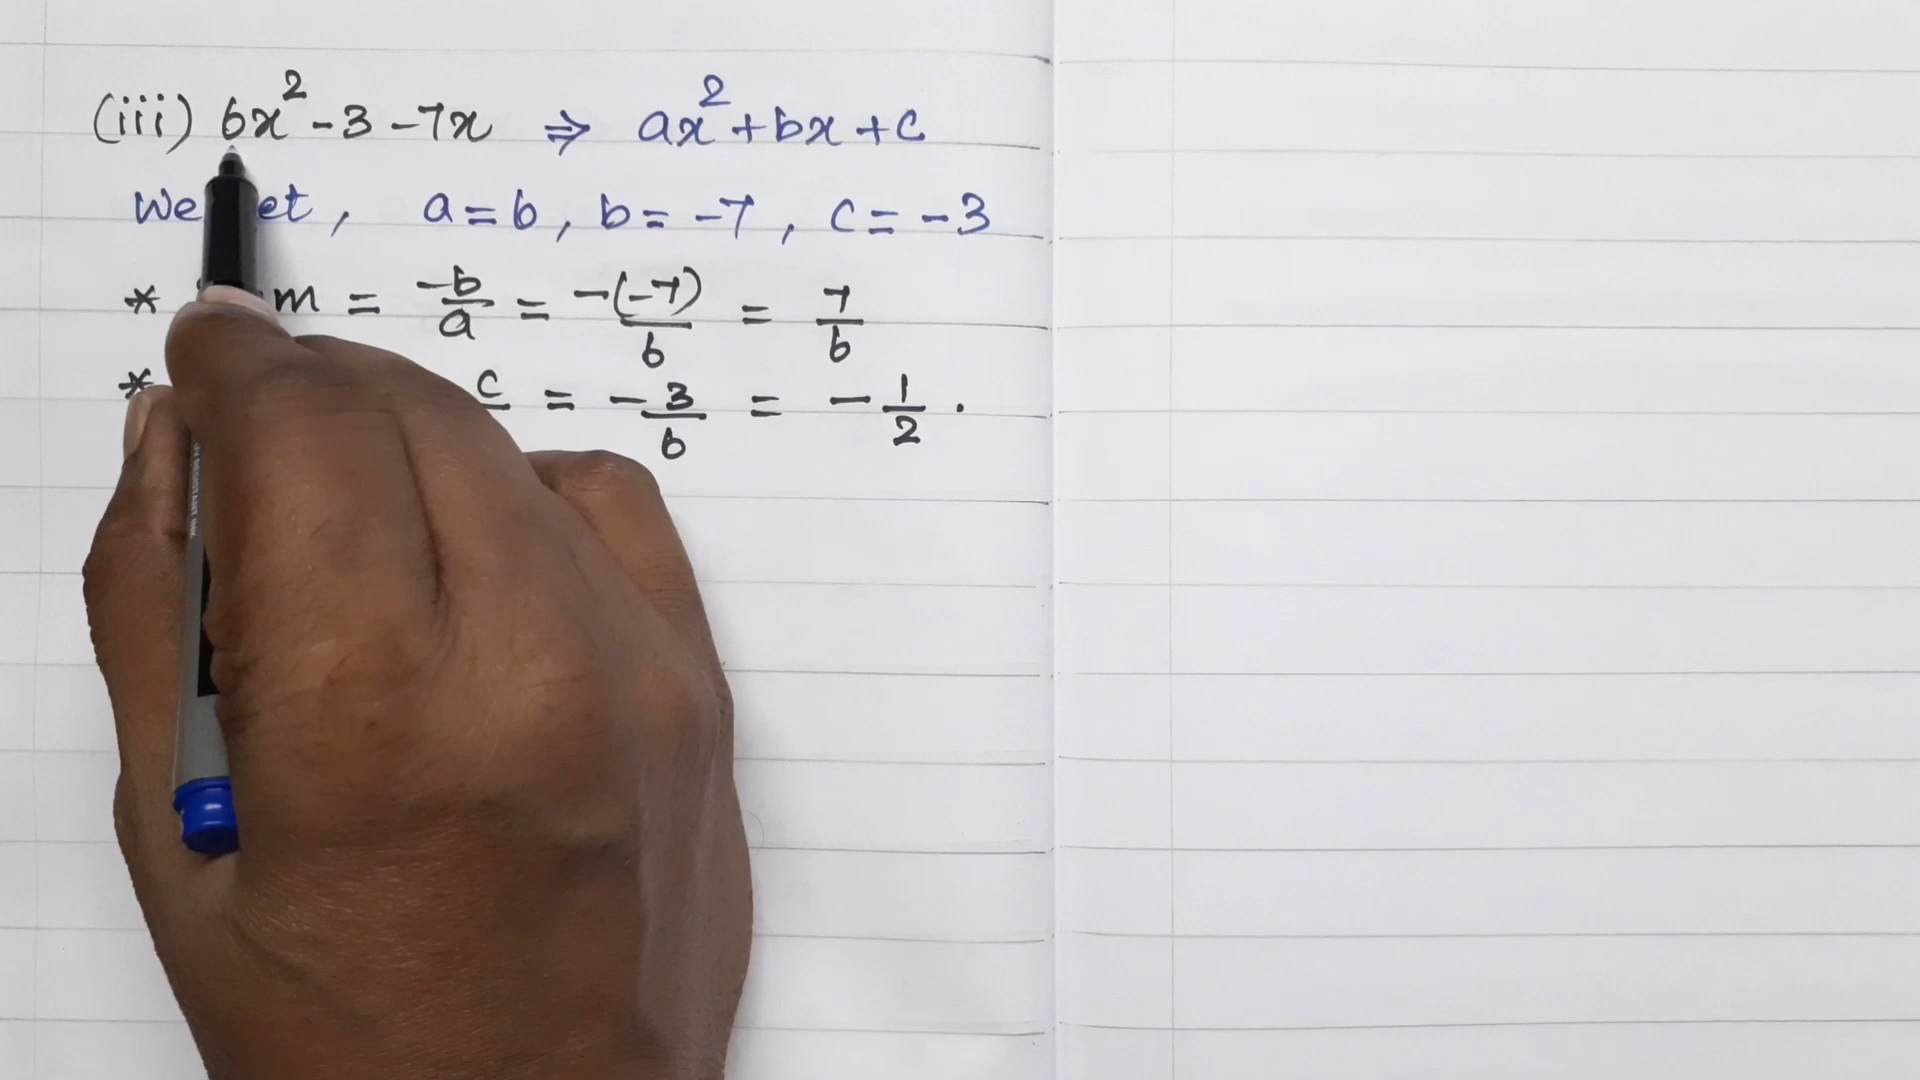 (iii) 6x² - 3 - 7x ⇒ ax² + bx + c
We et, a = 6, b = -7, c = -3
* m = -b/a = -(-7)/6 = 7/6
* c = -3/6 = -1/2.